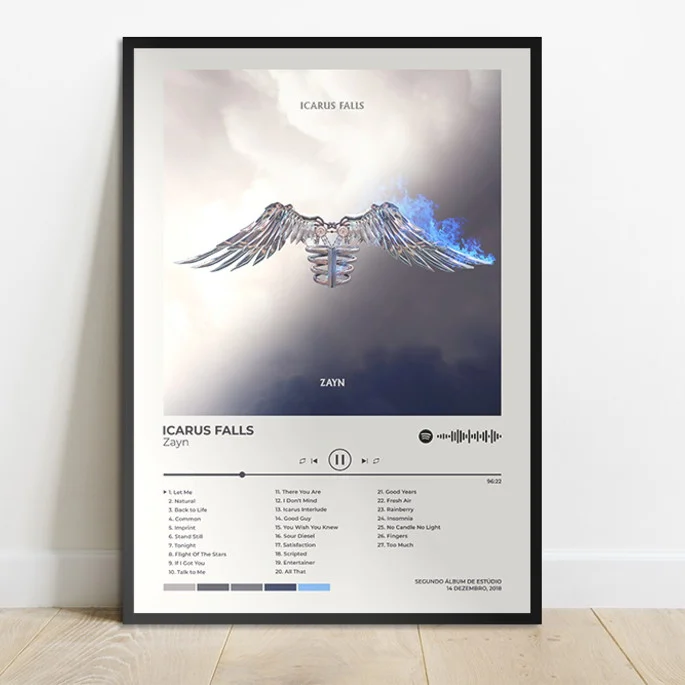 ICARUS FALLS
ZAYN
ICARUS FALLS
Zayn
96:22
1. Let Me
2. Natural
3. Back to Life
4. Common
5. Imprint
6. Stand Still
7. Tonight
8. Flight Of The Stars
9. If I Got You
10. Talk to Me
11. There You Are
12. I Don't Mind
13. Icarus Interlude
14. Good Guy
15. You Wish You Knew
16. Sour Diesel
17. Satisfaction
18. Scripted
19. Entertainer
20. All That
21. Good Years
22. Fresh Air
23. Rainberry
24. Insomnia
25. No Candle No Light
26. Fingers
27. Too Much
SEGUNDO ÁLBUM DE ESTÚDIO
14 DEZEMBRO, 2018